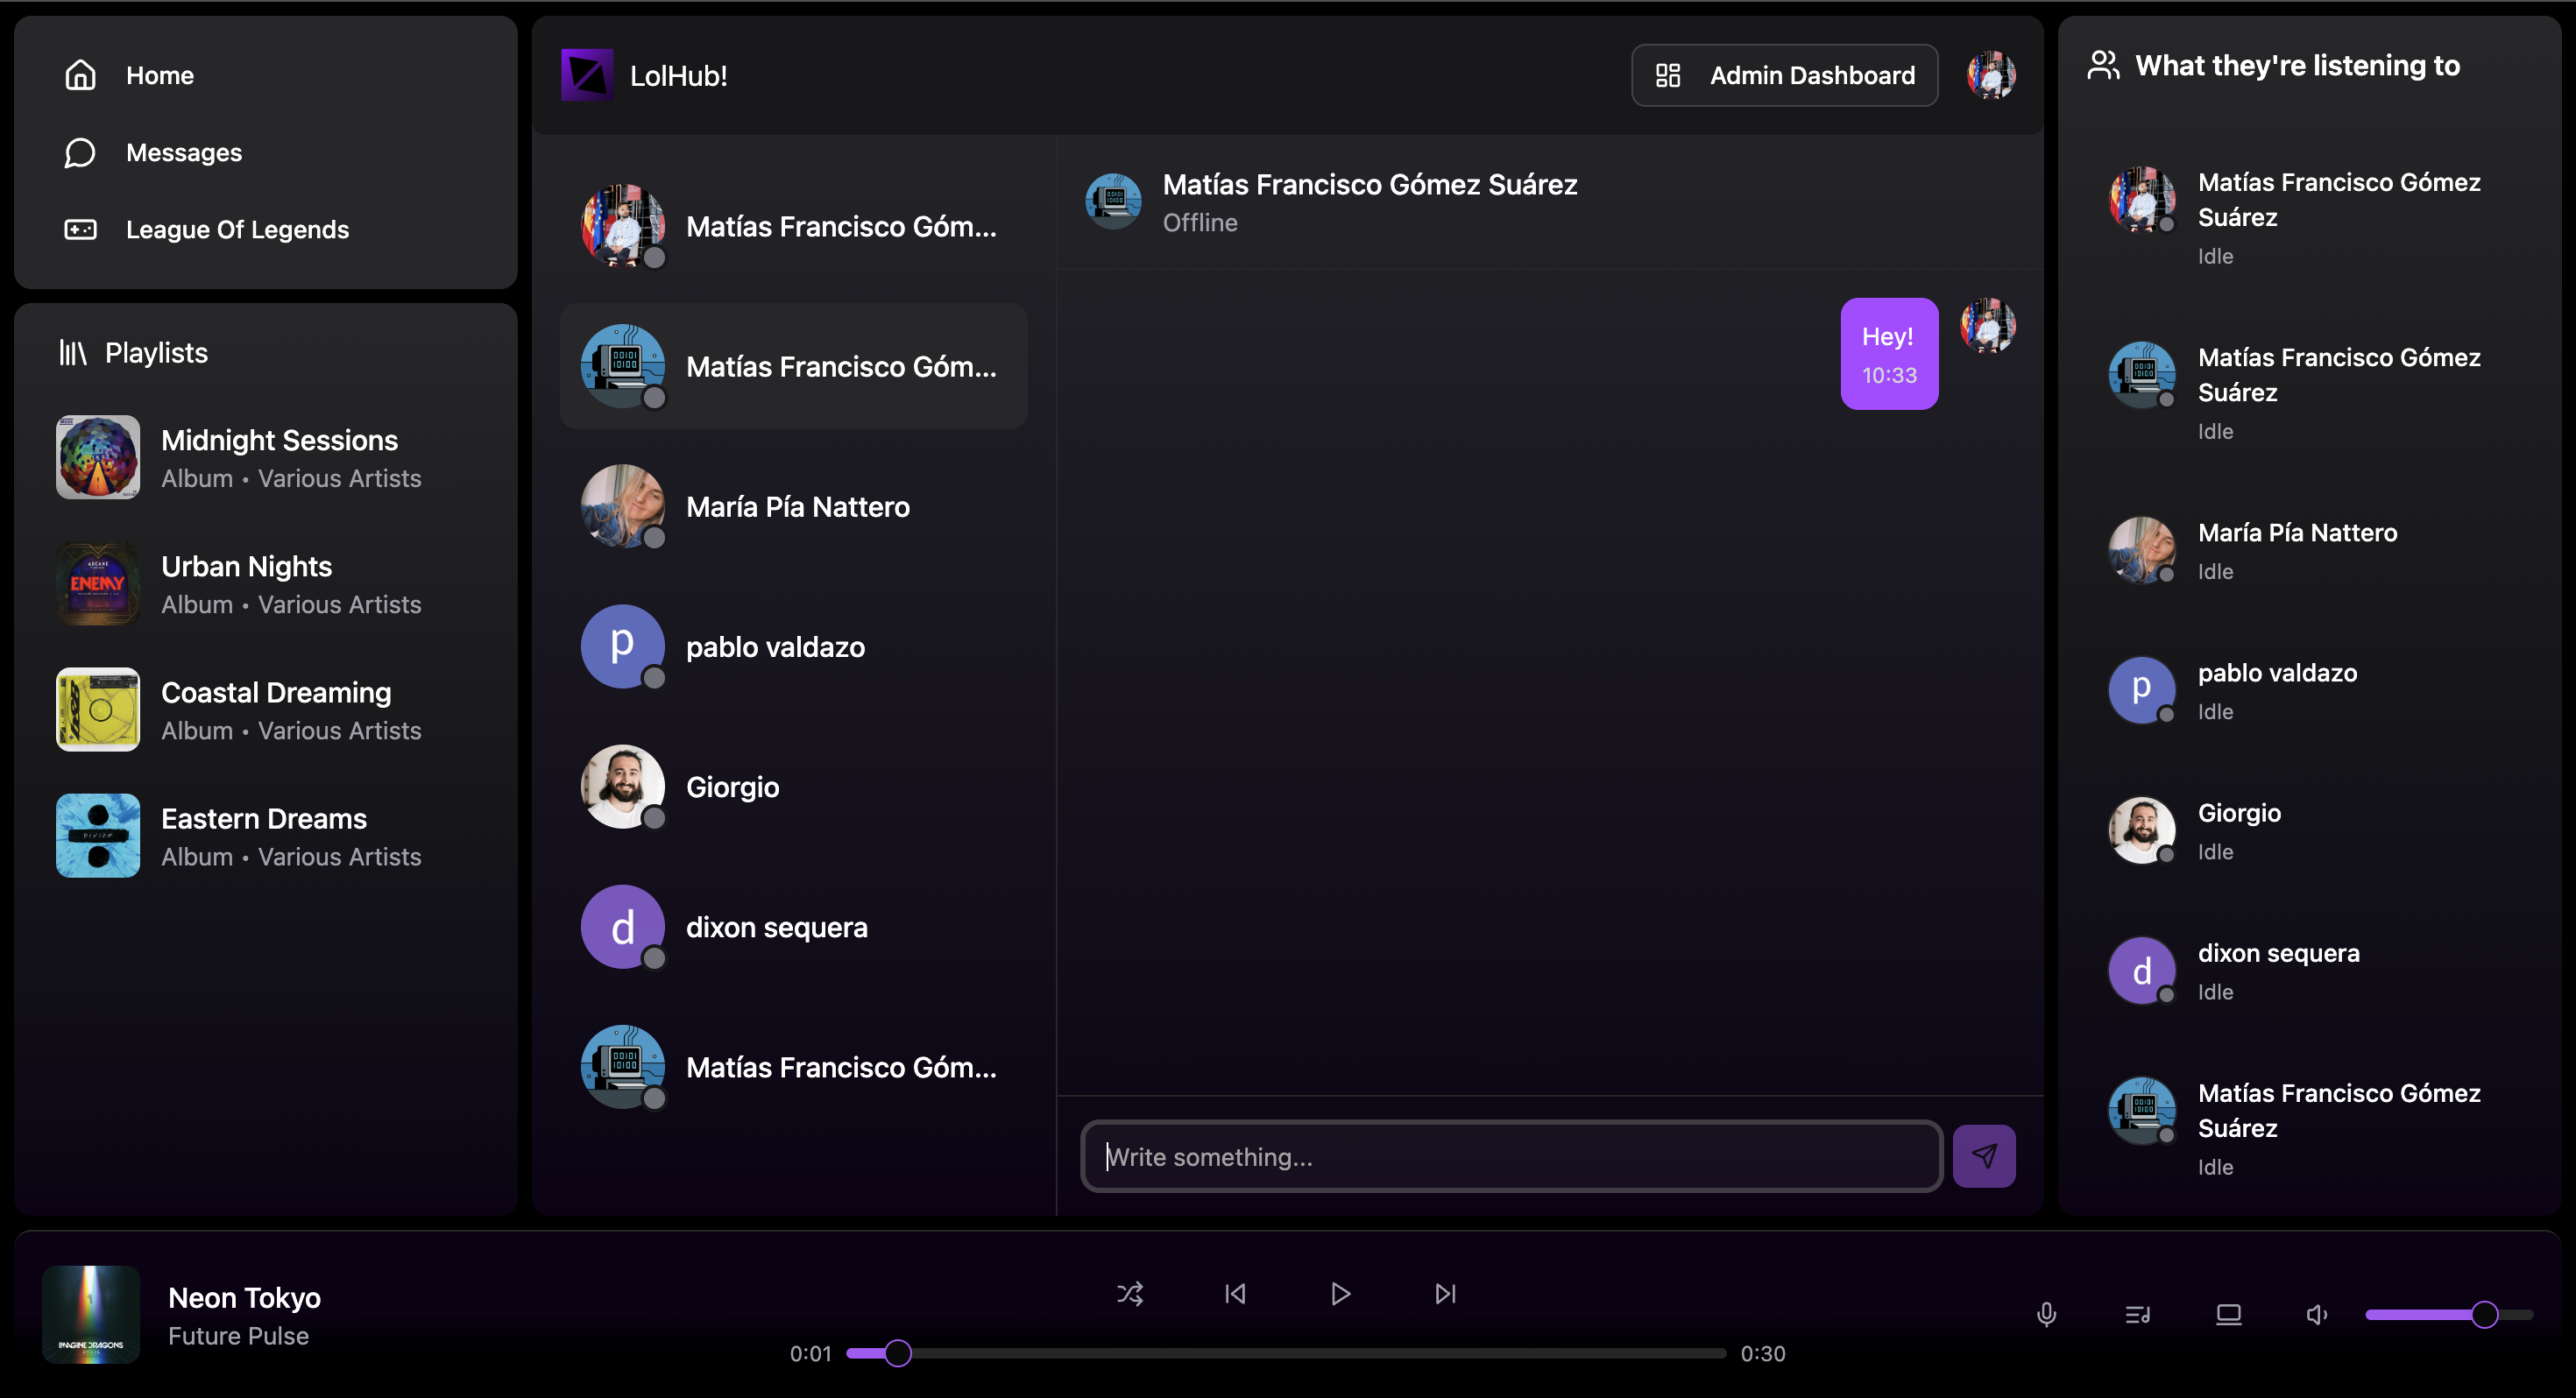 Home
Messages
League Of Legends
Playlists
Midnight Sessions
Album • Various Artists
Urban Nights
Album • Various Artists
Coastal Dreaming
Album • Various Artists
Eastern Dreams
Album • Various Artists
LolHub!
Admin Dashboard
Matías Francisco Góm...
Matías Francisco Góm...
María Pía Nattero
p
pablo valdazo
Giorgio
d
dixon sequera
Matías Francisco Góm...
Matías Francisco Gómez Suárez
Offline
Hey!
10:33
Write something...
What they're listening to
Matías Francisco Gómez
Suárez
Idle
Matías Francisco Gómez
Suárez
Idle
María Pía Nattero
Idle
p
pablo valdazo
Idle
Giorgio
Idle
d
dixon sequera
Idle
Matías Francisco Gómez
Suárez
Idle
ARCANE
ENEMY
DIVIDE
IMAGINE DRAGONS
Neon Tokyo
Future Pulse
0:01
0:30